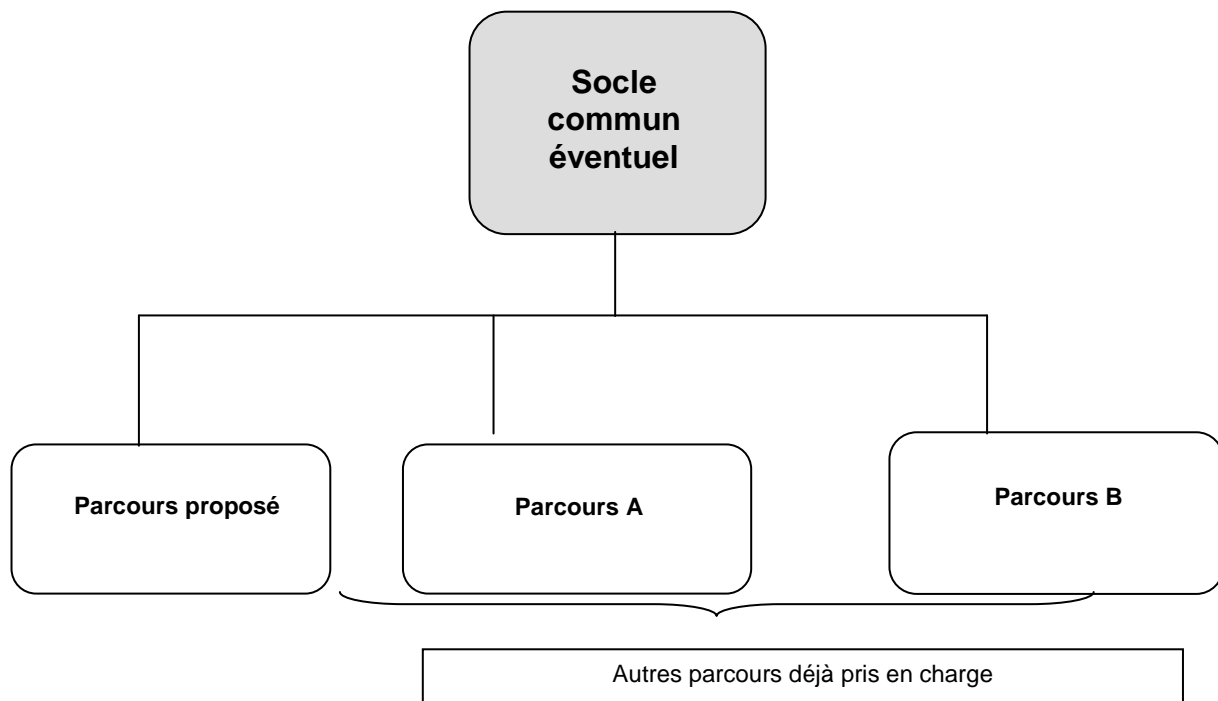 Socle
commun
éventuel
Parcours proposé
Parcours A
Parcours B
Autres parcours déjà pris en charge